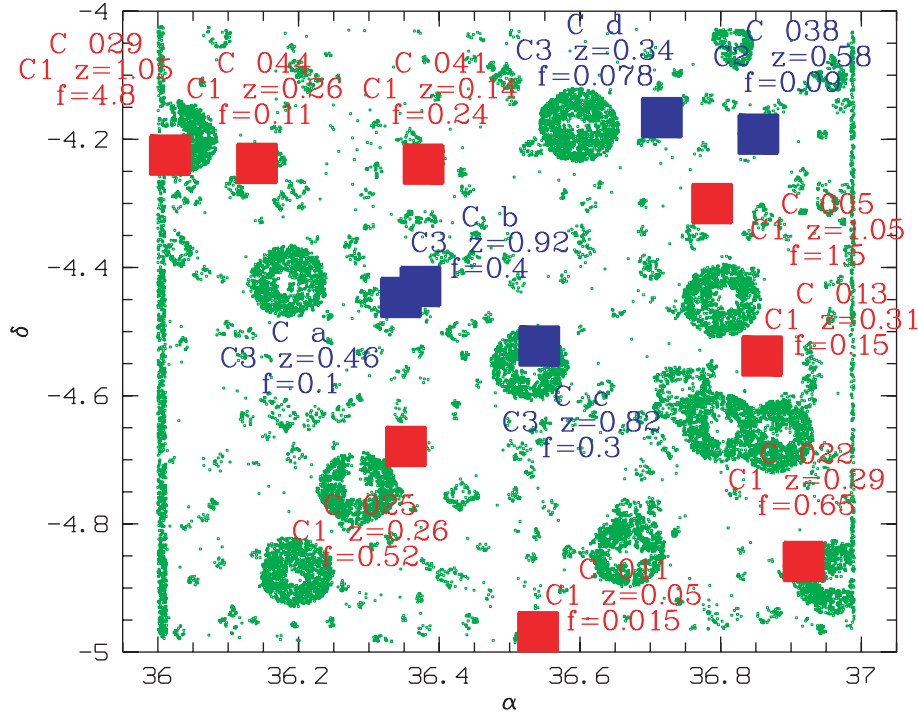 C 029
C1 z=1.05
f=4.8
C 044
C1 z=0.26
f=0.11
C 041
C1 z=0.14
f=0.24
C d
C3 z=0.34
f=0.078
C 038
C2 z=0.58
f=0.09
C 005
C1 z=1.05
f=1.5
C b
C3 z=0.92
f=0.4
C 013
C1 z=0.31
f=0.15
C a
C3 z=0.46
f=0.1
C c
C3 z=0.82
f=0.3
C 022
C1 z=0.29
f=0.65
C 025
C1 z=0.26
f=0.52
C 011
C1 z=0.05
f=0.015
-4
-4.2
-4.4
-4.6
-4.8
-5
δ
36
36.2
36.4
36.6
36.8
37
α